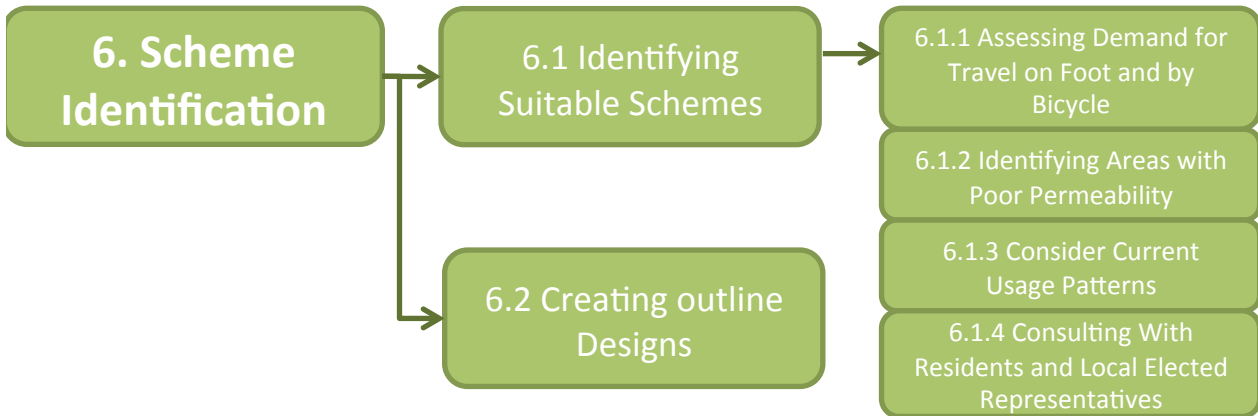 6. Scheme
Identification
6.1 Identifying
Suitable Schemes
6.1.1 Assessing Demand for
Travel on Foot and by
Bicycle
6.1.2 Identifying Areas with
Poor Permeability
6.1.3 Consider Current
Usage Patterns
6.1.4 Consulting With
Residents and Local Elected
Representatives
6.2 Creating outline
Designs